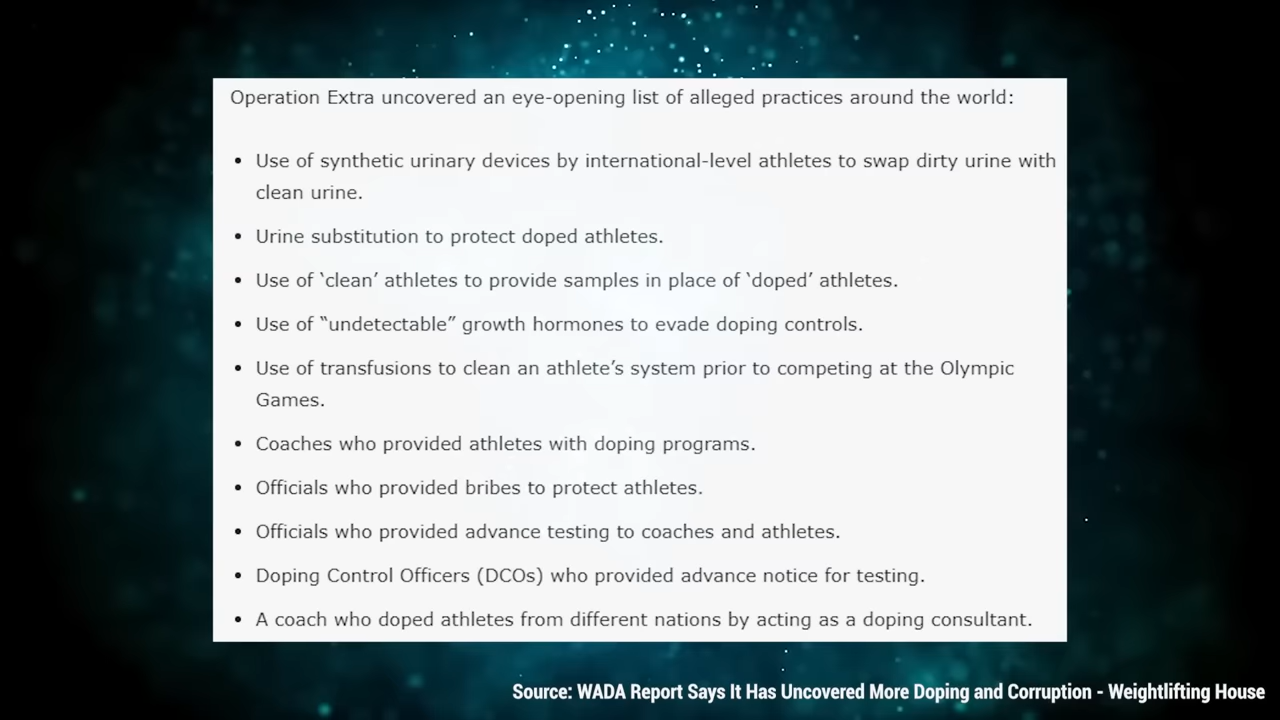 Operation Extra uncovered an eye-opening list of alleged practices around the world:
• Use of synthetic urinary devices by international-level athletes to swap dirty urine with
clean urine.
• Urine substitution to protect doped athletes.
• Use of ‘clean’ athletes to provide samples in place of ‘doped’ athletes.
• Use of “undetectable” growth hormones to evade doping controls.
• Use of transfusions to clean an athlete’s system prior to competing at the Olympic
Games.
• Coaches who provided athletes with doping programs.
• Officials who provided bribes to protect athletes.
• Officials who provided advance testing to coaches and athletes.
• Doping Control Officers (DCOs) who provided advance notice for testing.
• A coach who doped athletes from different nations by acting as a doping consultant.
Source: WADA Report Says It Has Uncovered More Doping and Corruption - Weightlifting House